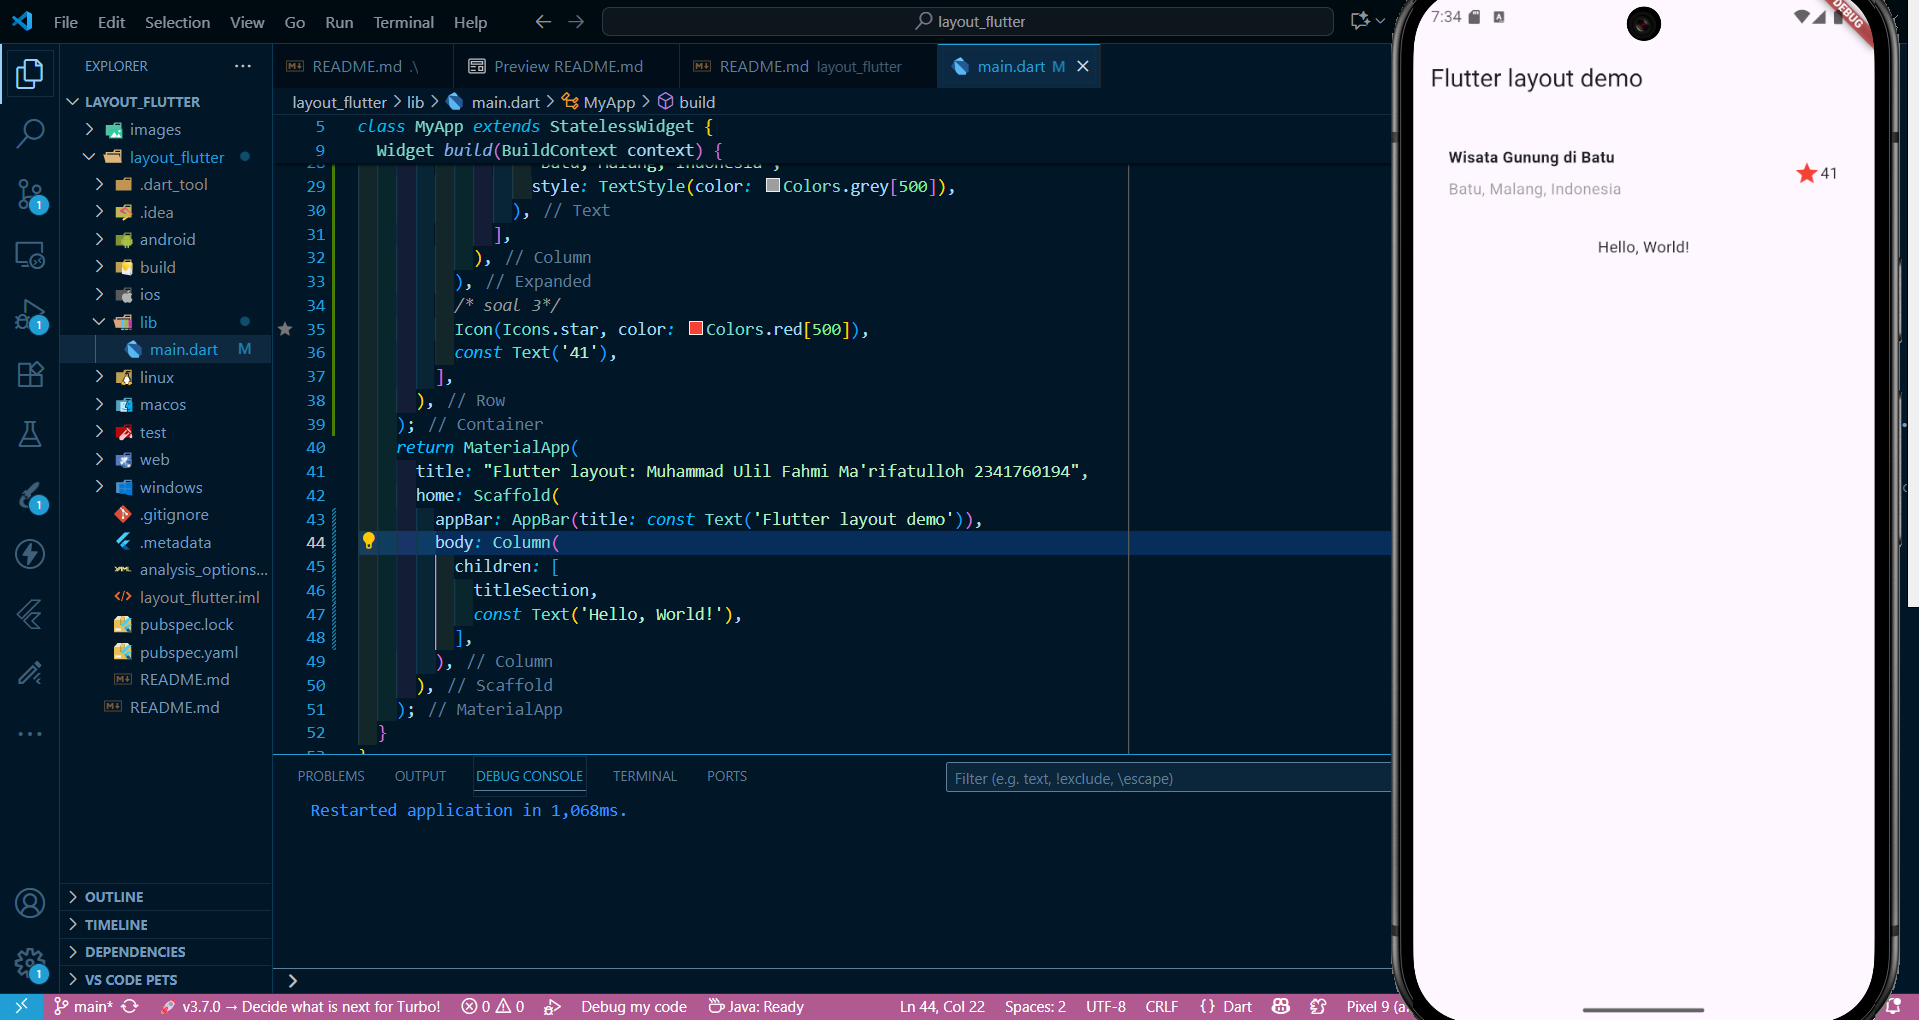 File Edit Selection View Go Run Terminal Help
layout_flutter
EXPLORER
LAYOUT_FLUTTER
images
layout_flutter
.dart_tool
.idea
android
build
ios
lib
main.dart M
linux
macos
test
web
windows
.gitignore
.metadata
analysis_options...
layout_flutter.iml
pubspec.lock
pubspec.yaml
README.md
README.md
OUTLINE
TIMELINE
DEPENDENCIES
VS CODE PETS
1
1
1
1
README.md .\ Preview README.md README.md layout_flutter main.dart M
layout_flutter > lib > main.dart > MyApp > build
5 class MyApp extends StatelessWidget {
9 Widget build(BuildContext context) {
29 style: TextStyle(color: Colors.grey[500]),
30 ), // Text
31 ],
32 ), // Column
33 ), // Expanded
34 /* soal 3*/
35 Icon(Icons.star, color: Colors.red[500]),
36 const Text('41'),
37 ],
38 ), // Row
39 ); // Container
40 return MaterialApp(
41 title: "Flutter layout: Muhammad Ulil Fahmi Ma'rifatulloh 2341760194",
42 home: Scaffold(
43 appBar: AppBar(title: const Text('Flutter layout demo')),
44 body: Column(
45 children: [
46 titleSection,
47 const Text('Hello, World!'),
48 ],
49 ), // Column
50 ), // Scaffold
51 ); // MaterialApp
52 }
PROBLEMS OUTPUT DEBUG CONSOLE TERMINAL PORTS
Filter (e.g. text, !exclude, \escape)
Restarted application in 1,068ms.
main* v3.7.0 → Decide what is next for Turbo! 0 0 Debug my code Java: Ready Ln 44, Col 22 Spaces: 2 UTF-8 CRLF {} Dart Pixel 9 (a
7:34
DEBUG
Flutter layout demo
Wisata Gunung di Batu
Batu, Malang, Indonesia
41
Hello, World!